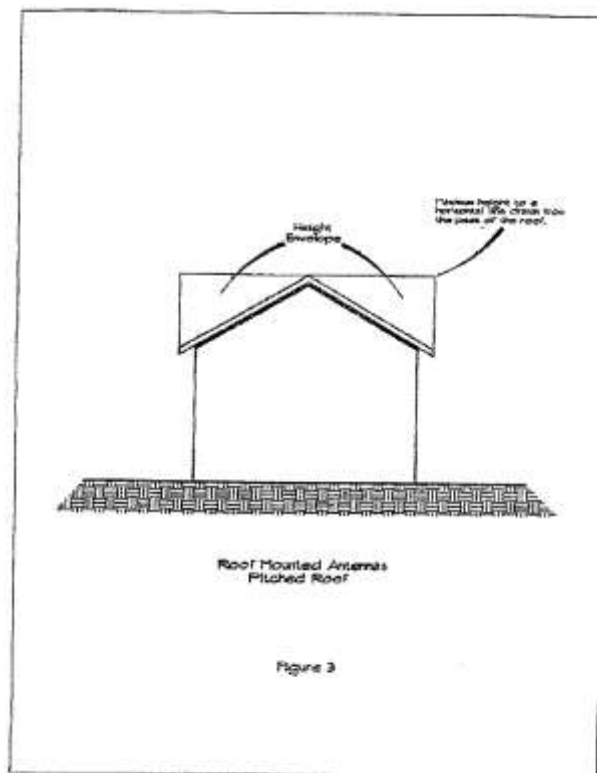 height to a
horizontal line drawn from
the peak of the roof.
Height
Envelope
Roof Mounted Antennas
Pitched Roof
Figure 3